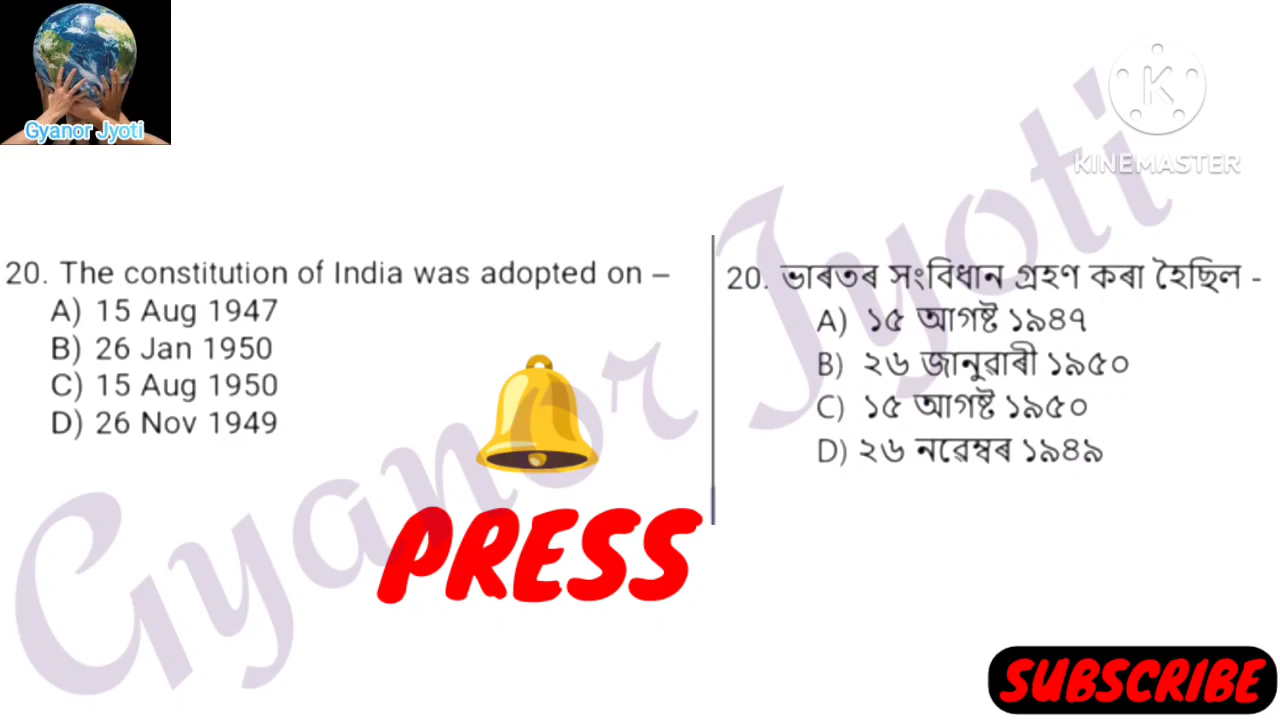 Gyanor Jyoti
K
KINEMASTER
20. The constitution of India was adopted on –
A) 15 Aug 1947
B) 26 Jan 1950
C) 15 Aug 1950
D) 26 Nov 1949
20. ভাৰতৰ সংবিধান গ্ৰহণ কৰা হৈছিল -
A) ১৫ আগষ্ট ১৯৪৭
B) ২৬ জানুৱাৰী ১৯৫০
C) ১৫ আগষ্ট ১৯৫০
D) ২৬ নৱেম্বৰ ১৯৪৯
Gyanor Jyoti
PRESS
SUBSCRIBE